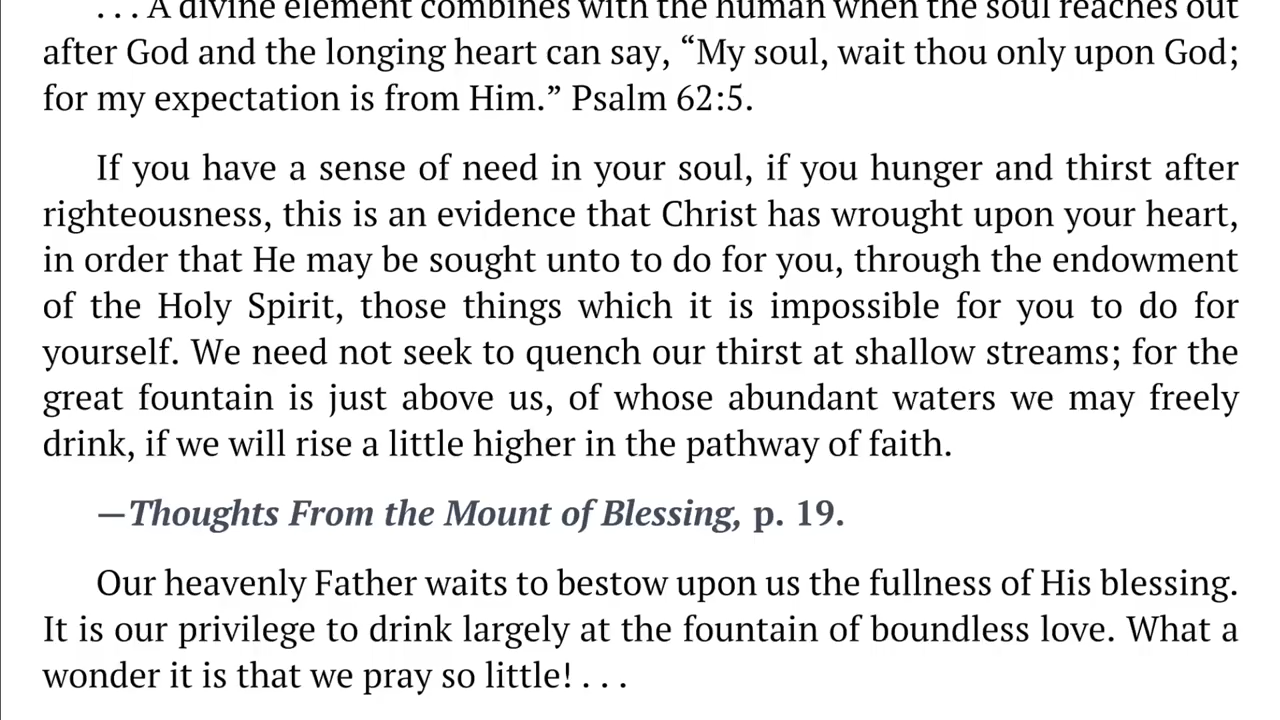 . . . A divine element combines with the human when the soul reaches out
after God and the longing heart can say, “My soul, wait thou only upon God;
for my expectation is from Him.” Psalm 62:5.
If you have a sense of need in your soul, if you hunger and thirst after
righteousness, this is an evidence that Christ has wrought upon your heart,
in order that He may be sought unto to do for you, through the endowment
of the Holy Spirit, those things which it is impossible for you to do for
yourself. We need not seek to quench our thirst at shallow streams; for the
great fountain is just above us, of whose abundant waters we may freely
drink, if we will rise a little higher in the pathway of faith.
—Thoughts From the Mount of Blessing, p. 19.
Our heavenly Father waits to bestow upon us the fullness of His blessing.
It is our privilege to drink largely at the fountain of boundless love. What a
wonder it is that we pray so little! . . .